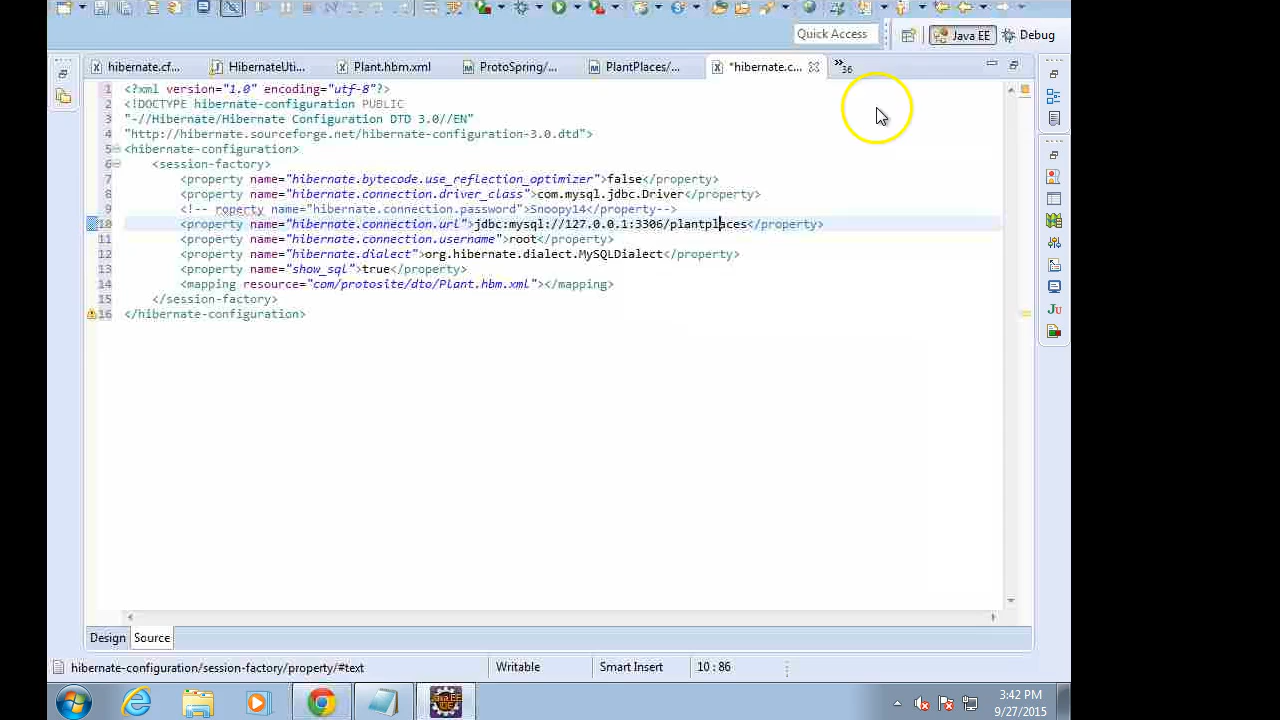 Quick Access
Java EE
Debug
hibernate.cf...
HibernateUti...
Plant.hbm.xml
ProtoSpring/...
PlantPlaces/...
*hibernate.c...
»36
1 <?xml version="1.0" encoding="utf-8"?>
2 <!DOCTYPE hibernate-configuration PUBLIC
3 "-//Hibernate/Hibernate Configuration DTD 3.0//EN"
4 "http://hibernate.sourceforge.net/hibernate-configuration-3.0.dtd">
5 <hibernate-configuration>
6 <session-factory>
7 <property name="hibernate.bytecode.use_reflection_optimizer">false</property>
8 <property name="hibernate.connection.driver_class">com.mysql.jdbc.Driver</property>
9 <!-- roperty name="hibernate.connection.password">Snoopy14</property-->
10 <property name="hibernate.connection.url">jdbc:mysql://127.0.0.1:3306/plantplaces</property>
11 <property name="hibernate.connection.username">root</property>
12 <property name="hibernate.dialect">org.hibernate.dialect.MySQLDialect</property>
13 <property name="show_sql">true</property>
14 <mapping resource="com/protosite/dto/Plant.hbm.xml"></mapping>
15 </session-factory>
16 </hibernate-configuration>
Design
Source
hibernate-configuration/session-factory/property/#text
Writable
Smart Insert
10 : 86
3:42 PM
9/27/2015